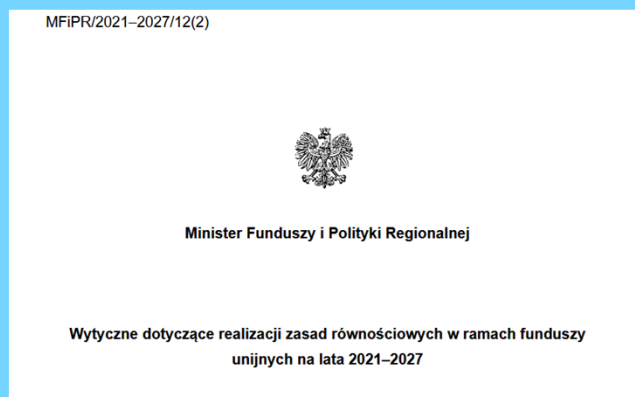 MFiPR/2021–2027/12(2)
Minister Funduszy i Polityki Regionalnej
Wytyczne dotyczące realizacji zasad równościowych w ramach funduszy
unijnych na lata 2021–2027